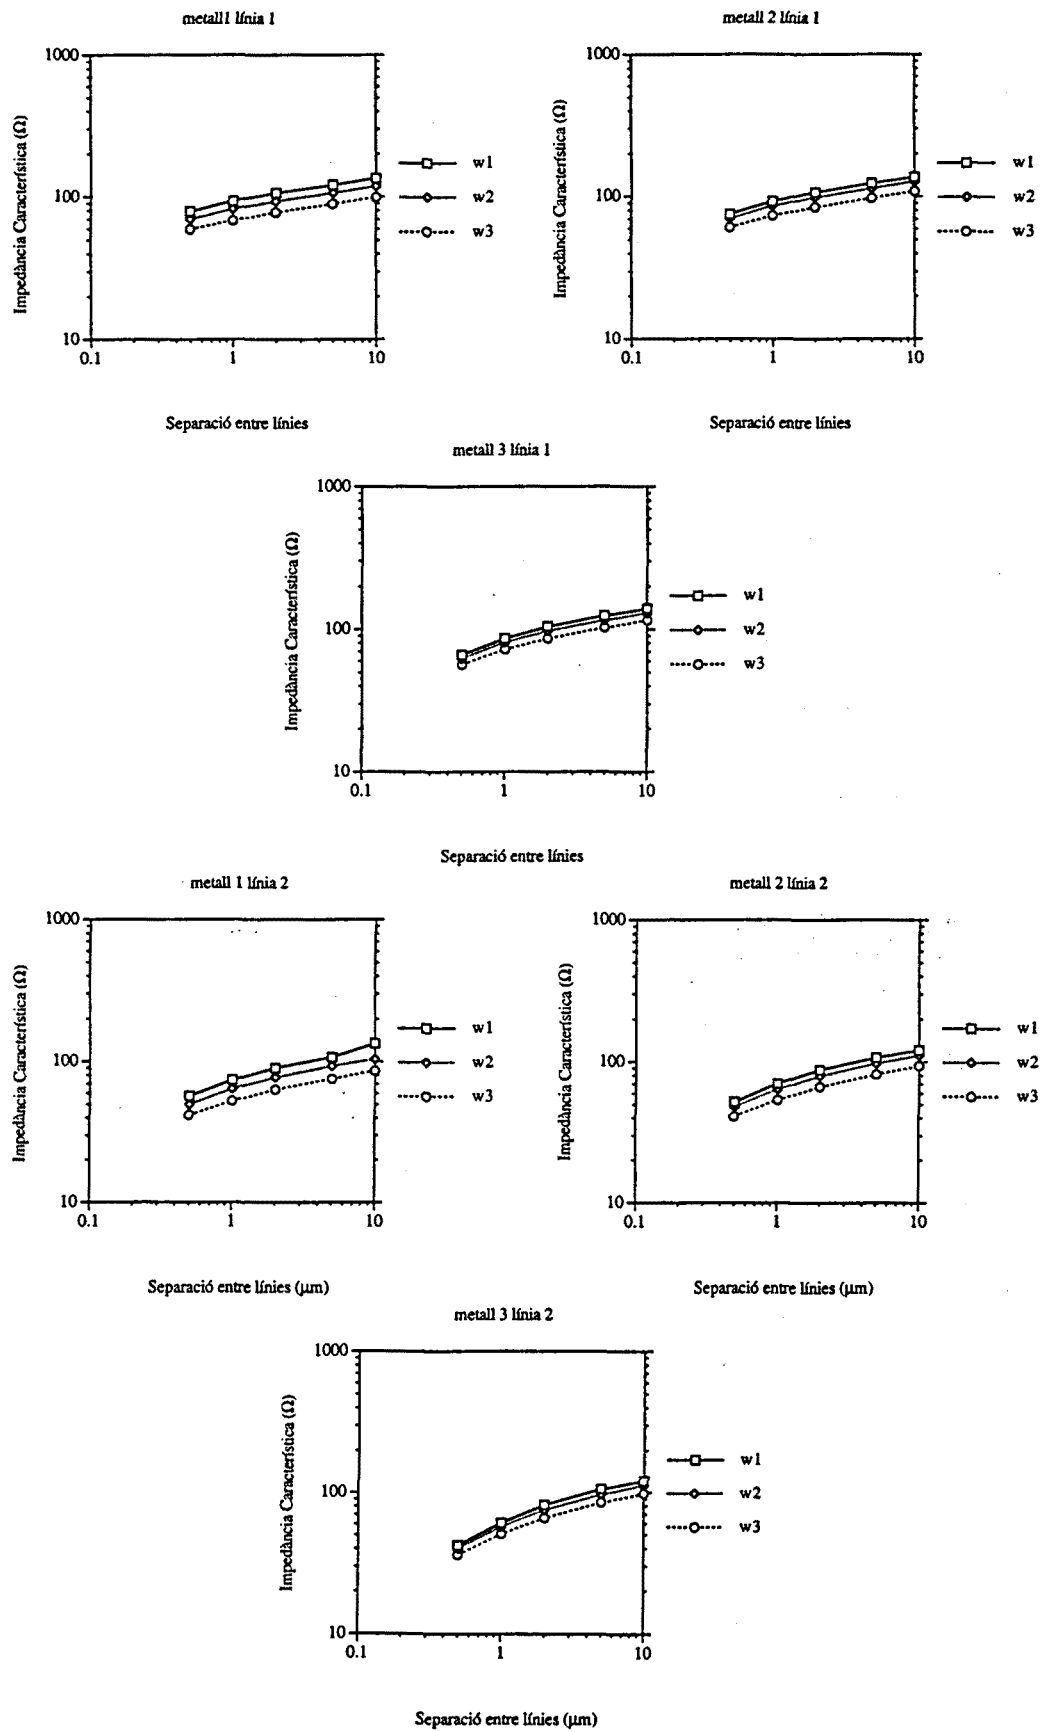 metall1 línia 1
metall 2 línia 1
Impedància Característica (Ω)
1000
100
10
0.1
1
10
w1
w2
w3
Separació entre línies
Impedància Característica (Ω)
1000
100
10
0.1
1
10
w1
w2
w3
Separació entre línies
metall 3 línia 1
Impedància Característica (Ω)
1000
100
10
0.1
1
10
w1
w2
w3
Separació entre línies
metall 1 línia 2
metall 2 línia 2
Impedància Característica (Ω)
1000
100
10
0.1
1
10
w1
w2
w3
Separació entre línies (μm)
Impedància Característica (Ω)
1000
100
10
0.1
1
10
w1
w2
w3
Separació entre línies (μm)
metall 3 línia 2
Impedància Característica (Ω)
1000
100
10
0.1
1
10
w1
w2
w3
Separació entre línies (μm)